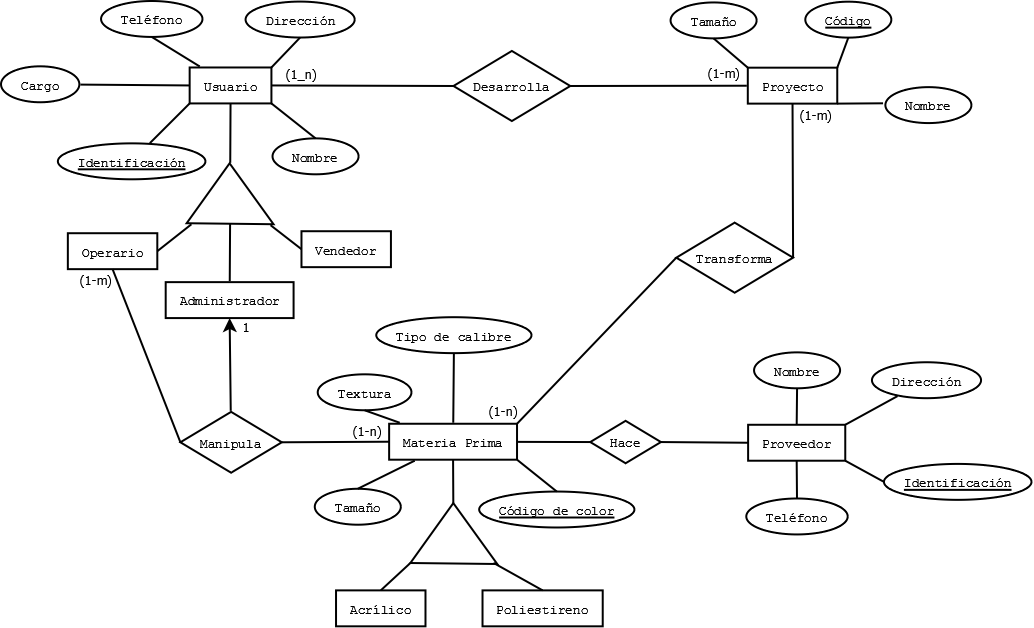 Teléfono
Dirección
Tamaño
Código
Cargo
Usuario
(1_n)
Desarrolla
(1-m)
Proyecto
Nombre
(1-m)
Identificación
Nombre
Operario
Vendedor
Transforma
(1-m)
Administrador
1
Tipo de calibre
Nombre
Dirección
Textura
(1-n)
(1-n)
Manipula
Materia Prima
Hace
Proveedor
Identificación
Tamaño
Código de color
Teléfono
Acrílico
Poliestireno